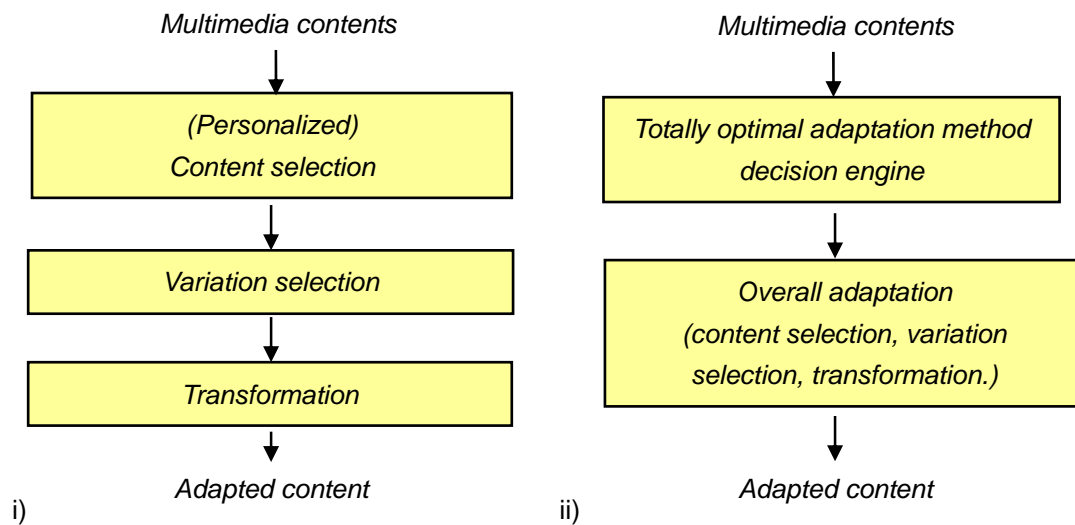 Multimedia contents
(Personalized)
Content selection
Variation selection
Transformation
Adapted content
i)
Multimedia contents
Totally optimal adaptation method
decision engine
Overall adaptation
(content selection, variation
selection, transformation.)
Adapted content
ii)